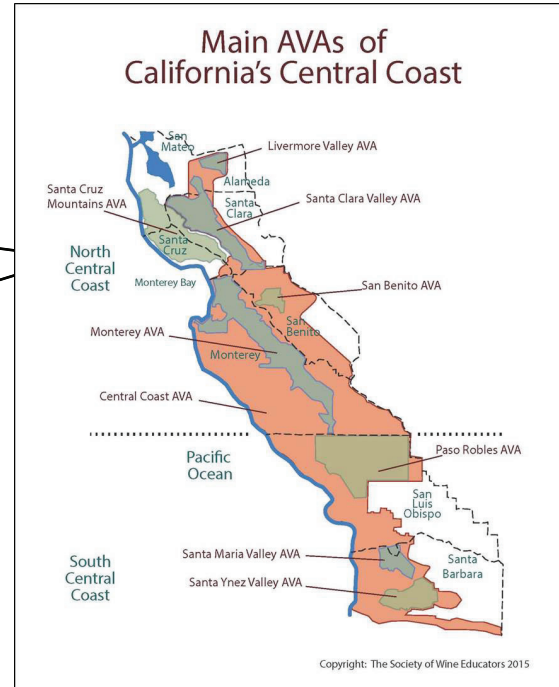 Main AVAs of
California's Central Coast
San
Mateo
Livermore Valley AVA
Alameda
Santa Cruz
Mountains AVA
Santa
Clara
Santa Clara Valley AVA
Santa
Cruz
North
Central
Coast
Monterey Bay
San Benito AVA
San
Benito
Monterey AVA
Monterey
Central Coast AVA
Pacific
Ocean
Paso Robles AVA
San
Luis
Obispo
Santa Maria Valley AVA
Santa
Barbara
South
Central
Coast
Santa Ynez Valley AVA
Copyright: The Society of Wine Educators 2015